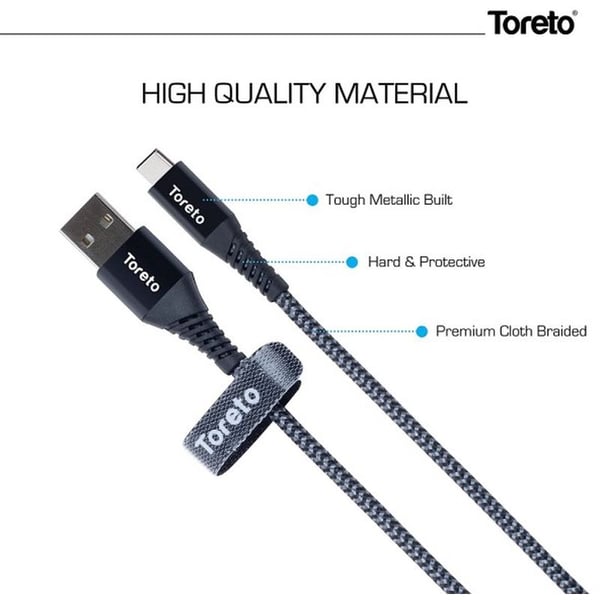 Toreto®
HIGH QUALITY MATERIAL
Toreto
Tough Metallic Built
Toreto
Hard & Protective
Premium Cloth Braided
Toreto